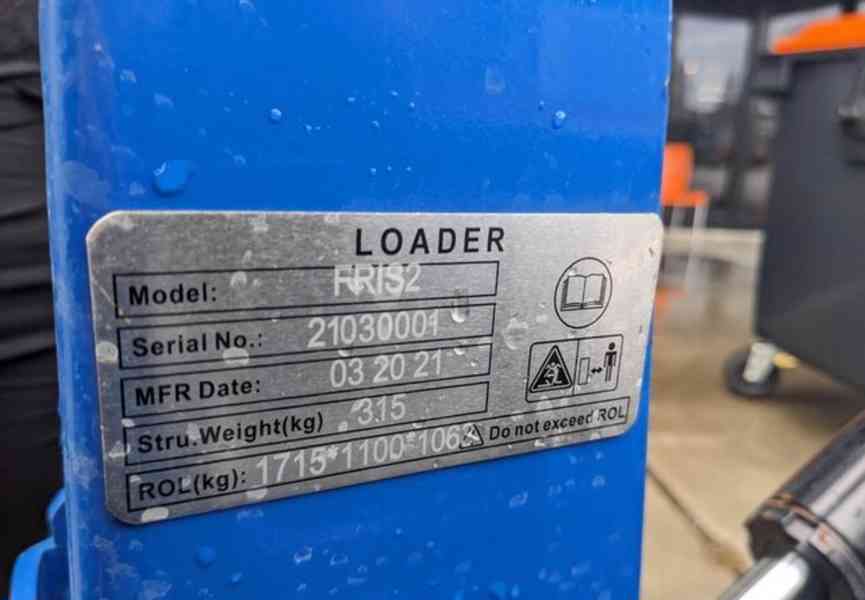 LOADER
Model: FRIS2
Serial No.: 21030001
MFR Date: 03 20 21
Stru.Weight(kg) 315
ROL(kg): 1715*1100*1063 Do not exceed ROL